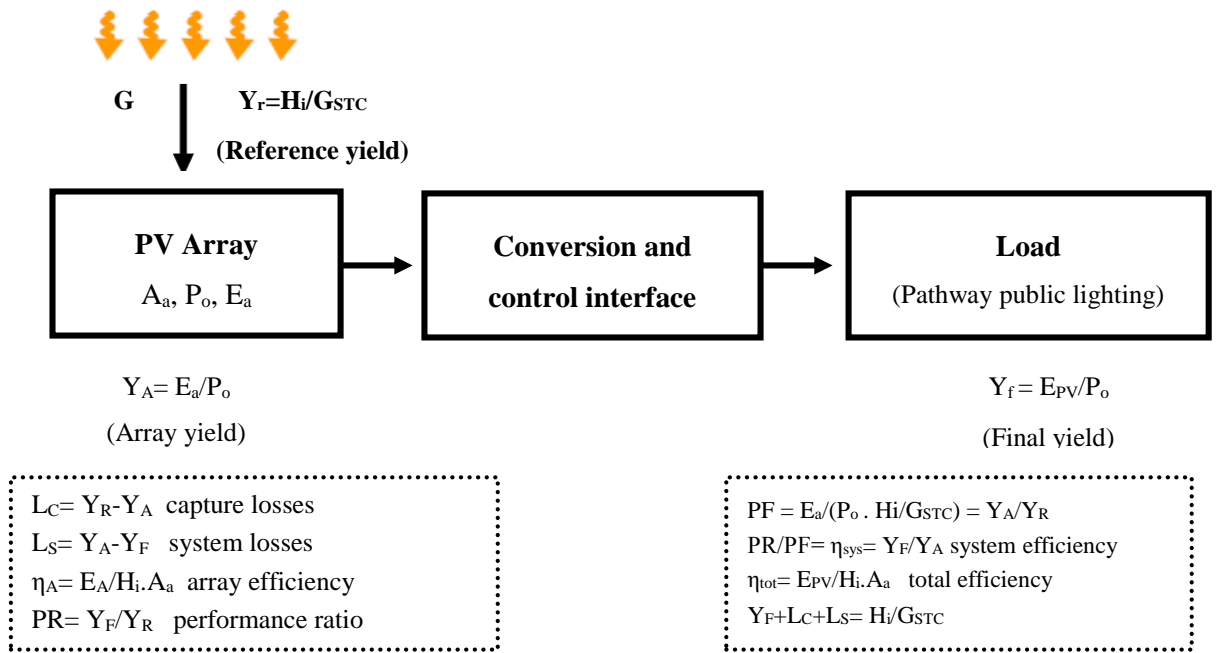 G
Yr=Hi/GSTC
(Reference yield)
PV Array
Aa, Po, Ea
Conversion and
control interface
Load
(Pathway public lighting)
YA= Ea/Po
(Array yield)
Yf = EPV/Po
(Final yield)
LC= YR-YA capture losses
LS= YA-YF system losses
ηA= EA/Hi.Aa array efficiency
PR= YF/YR performance ratio
PF = Ea/(Po . Hi/GSTC) = YA/YR
PR/PF= ηsys= YF/YA system efficiency
ηtot= EPV/Hi.Aa total efficiency
YF+LC+LS= Hi/GSTC